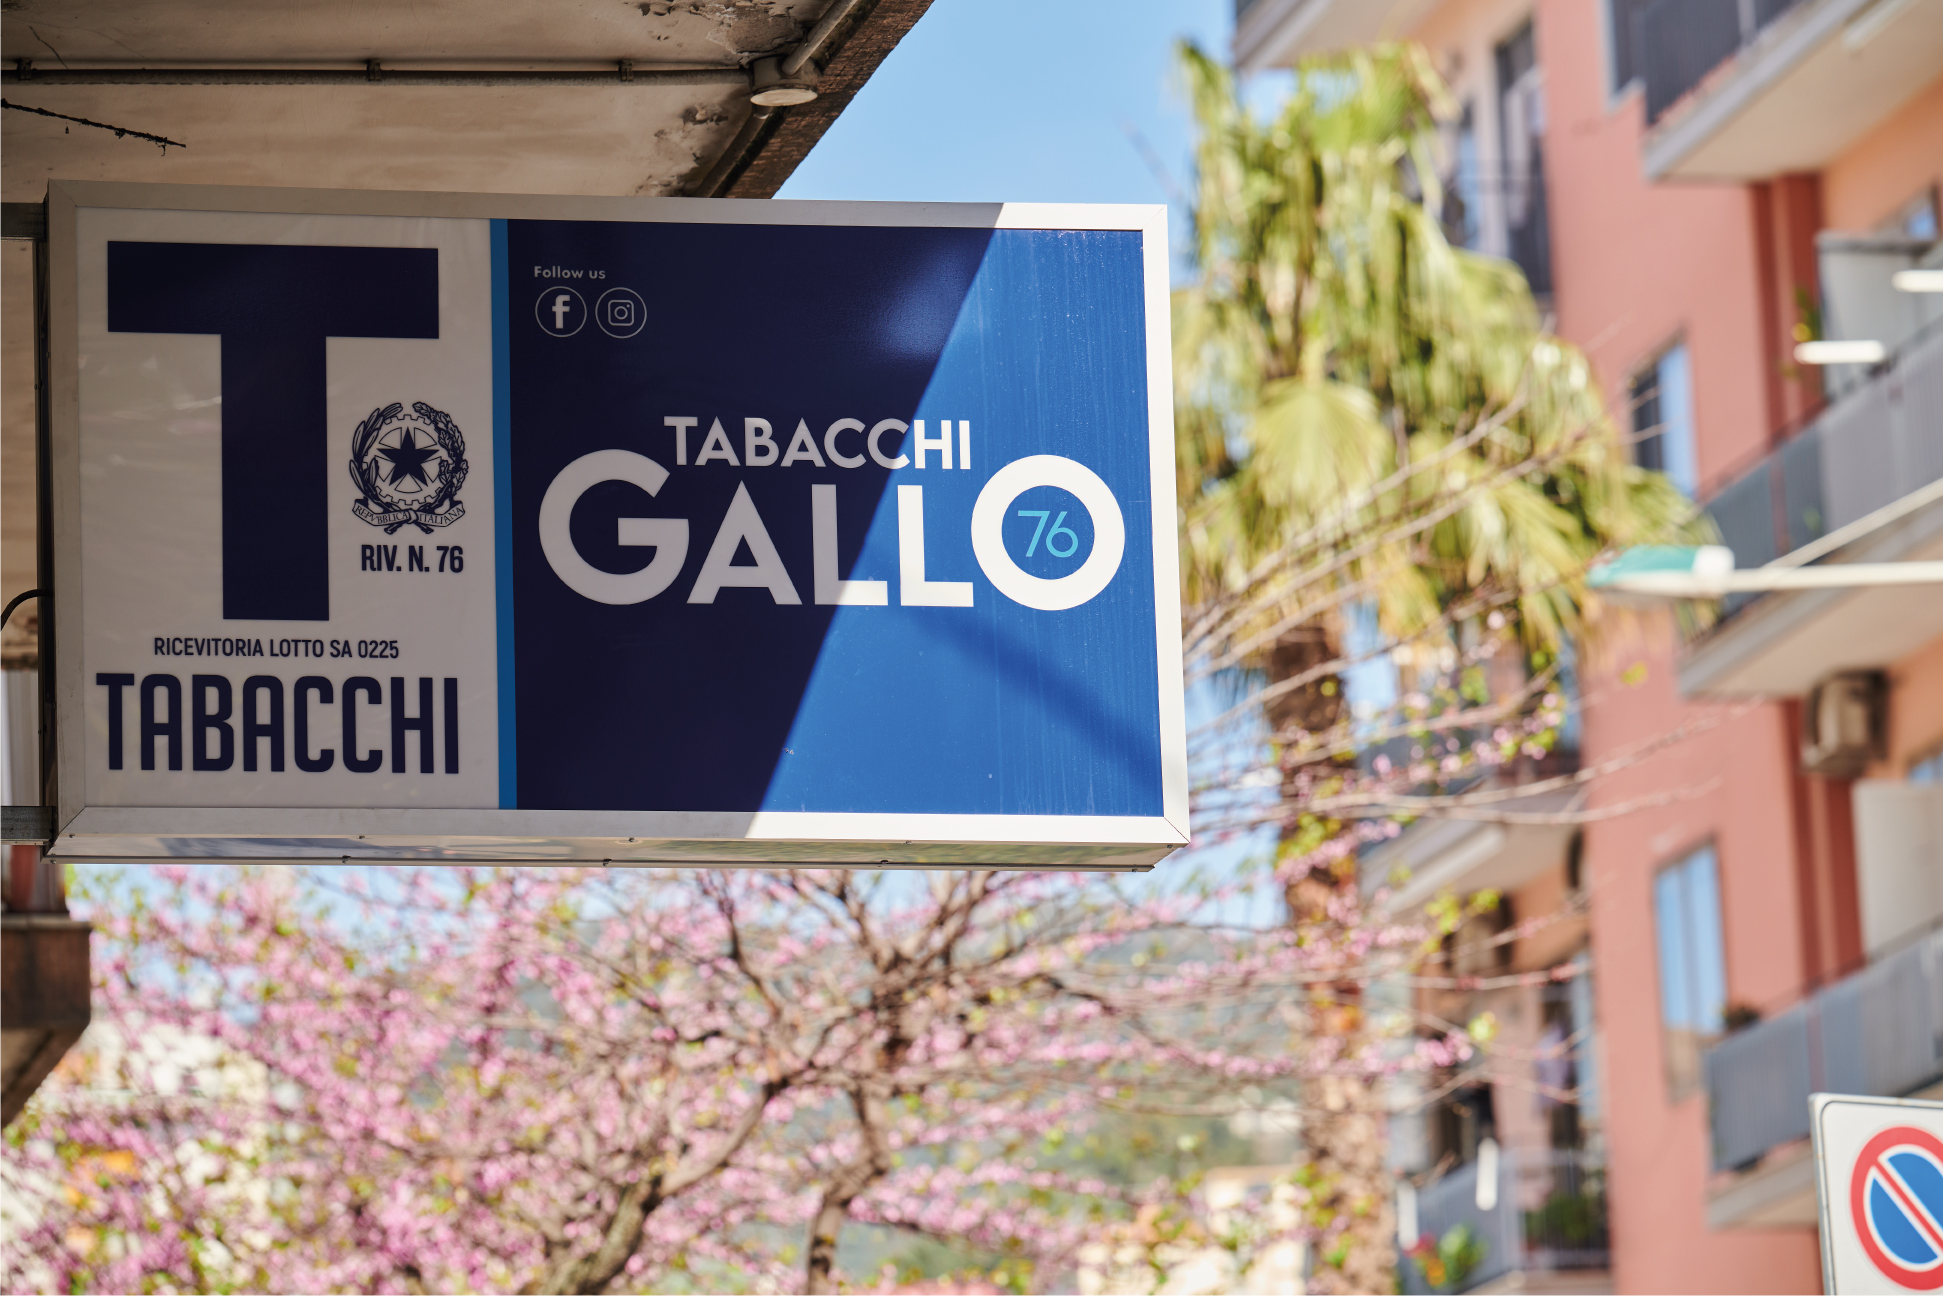 T
REPVBBLICA ITALIANA
RIV. N. 76
RICEVITORIA LOTTO SA 0225
TABACCHI
Follow us
TABACCHI
GALLO
76